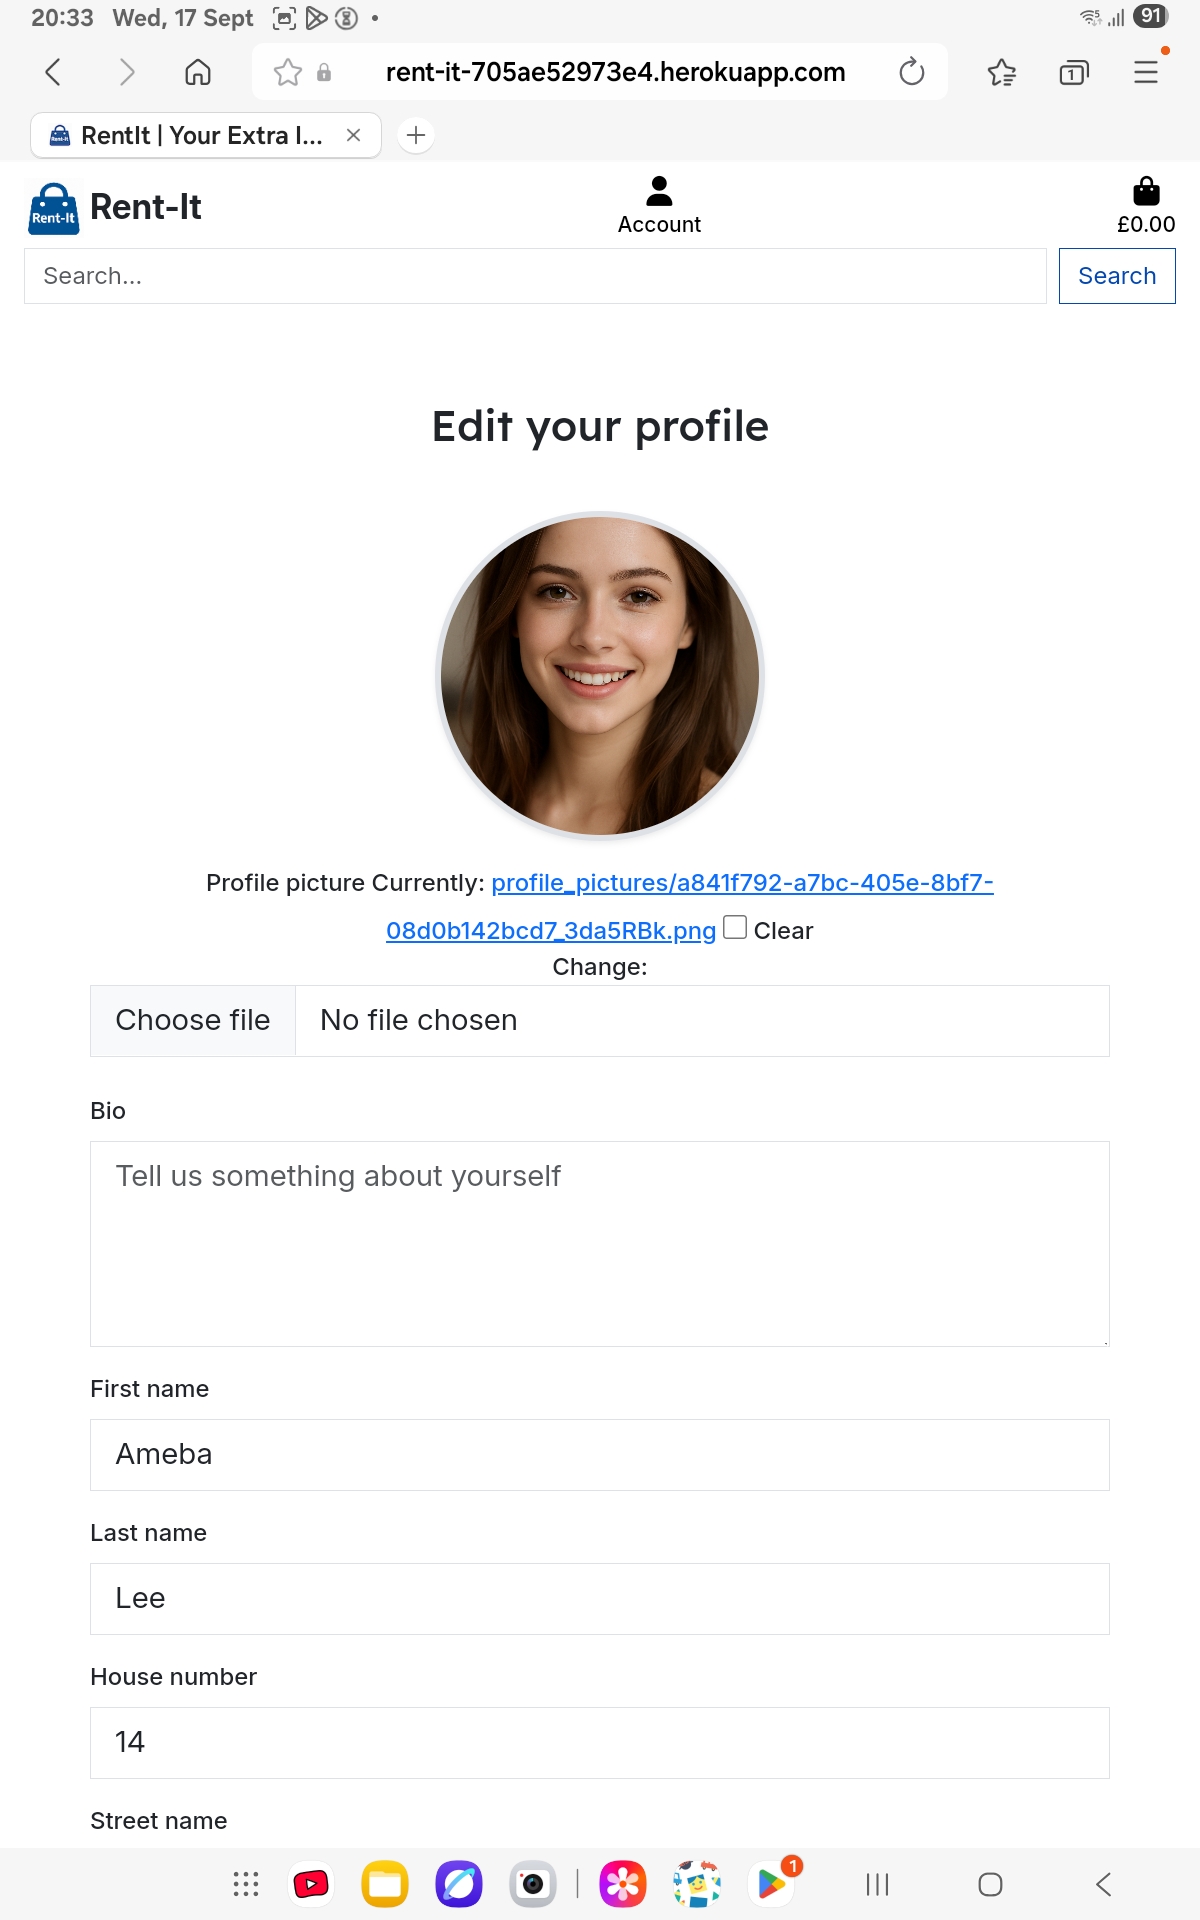 20:33 Wed, 17 Sept 91
rent-it-705ae52973e4.herokuapp.com 1
RentIt | Your Extra I...
Rent-It Rent-It
Account £0.00
Search... Search
Edit your profile
Profile picture Currently: profile_pictures/a841f792-a7bc-405e-8bf7-
08d0b142bcd7_3da5RBk.png Clear
Change:
Choose file No file chosen
Bio
Tell us something about yourself
First name
Ameba
Last name
Lee
House number
14
Street name
1